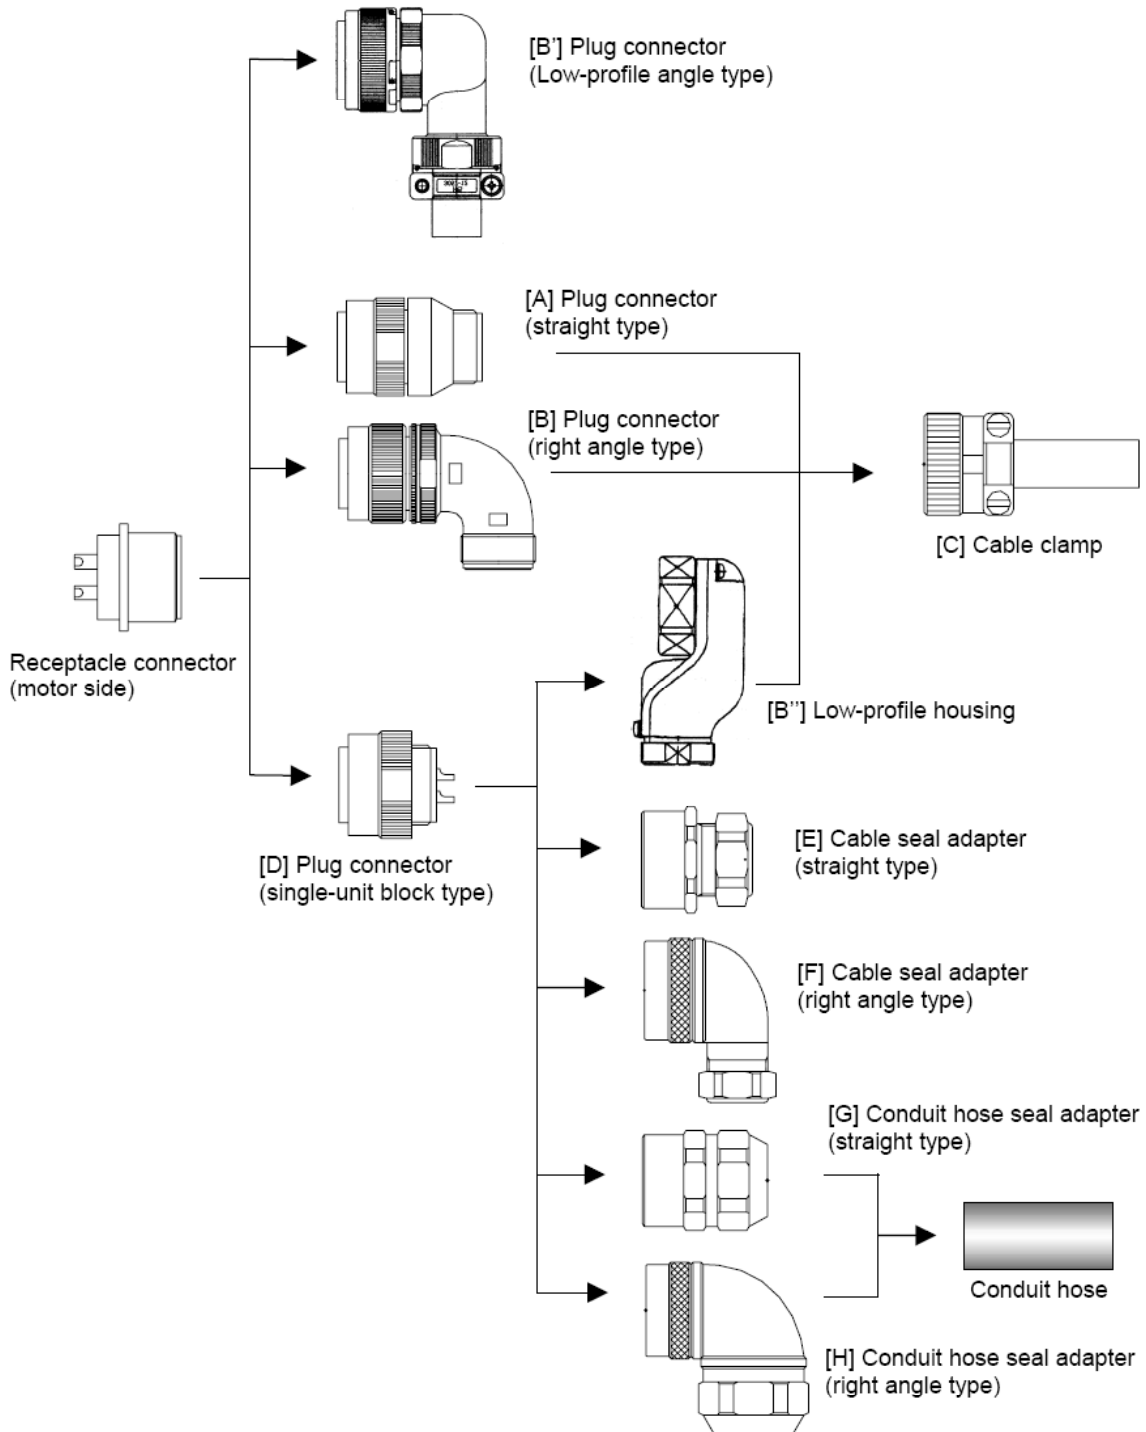 [B'] Plug connector
(Low-profile angle type)
[A] Plug connector
(straight type)
[B] Plug connector
(right angle type)
[C] Cable clamp
Receptacle connector
(motor side)
[B''] Low-profile housing
[D] Plug connector
(single-unit block type)
[E] Cable seal adapter
(straight type)
[F] Cable seal adapter
(right angle type)
[G] Conduit hose seal adapter
(straight type)
Conduit hose
[H] Conduit hose seal adapter
(right angle type)